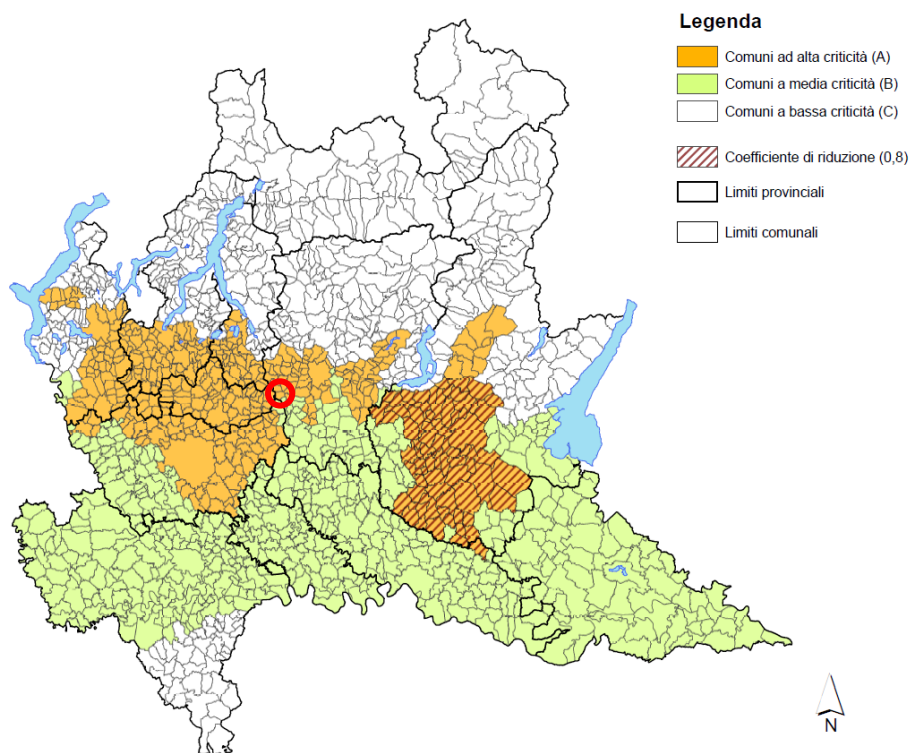 Legenda
Comuni ad alta criticità (A)
Comuni a media criticità (B)
Comuni a bassa criticità (C)
Coefficiente di riduzione (0,8)
Limiti provinciali
Limiti comunali
N